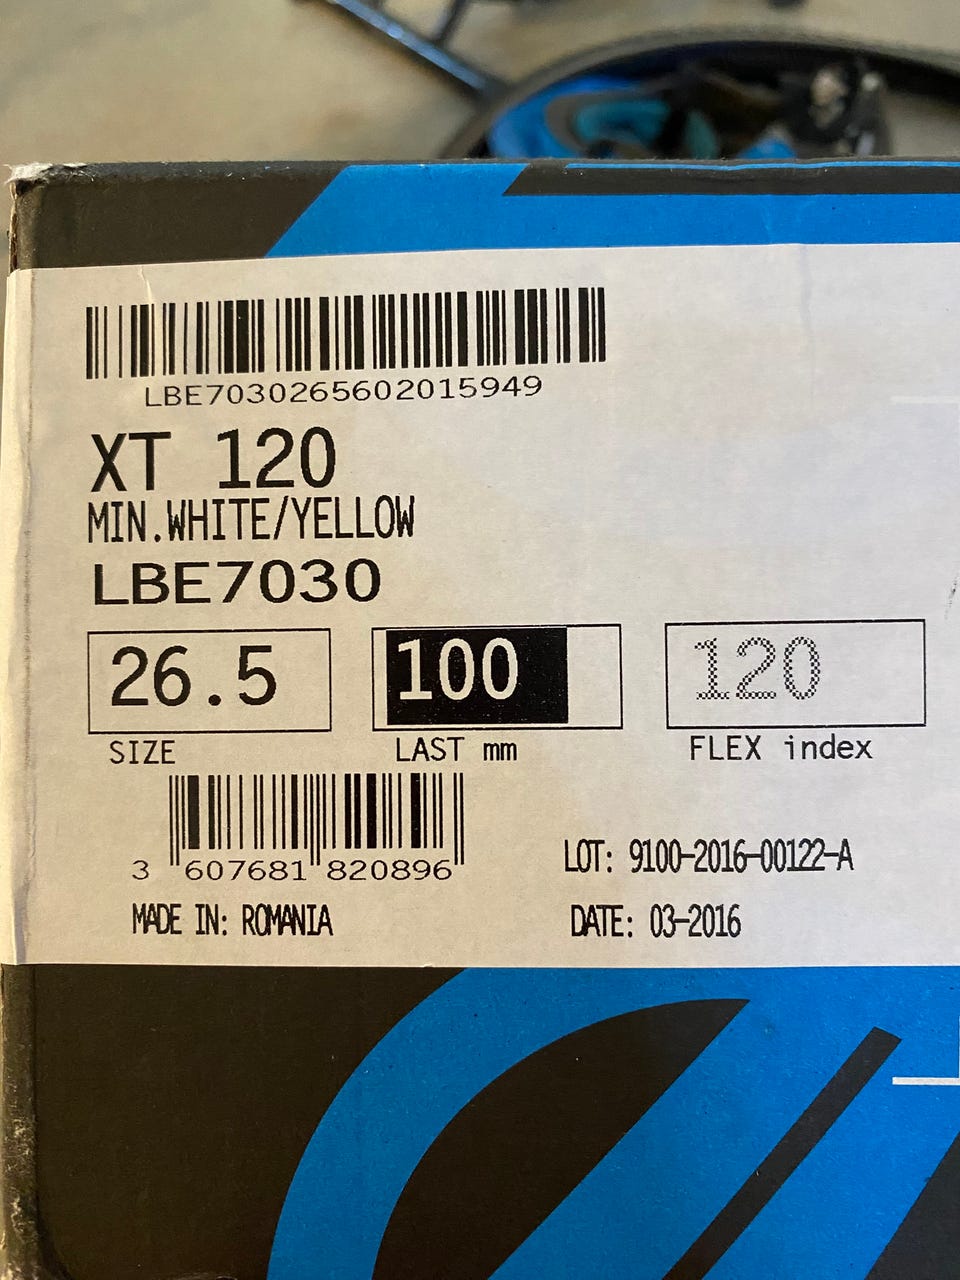 LBE7030265602015949
XT 120
MIN.WHITE/YELLOW
LBE7030
26.5 100 120
SIZE LAST mm FLEX index
3 607681 820896
LOT: 9100-2016-00122-A
MADE IN: ROMANIA DATE: 03-2016